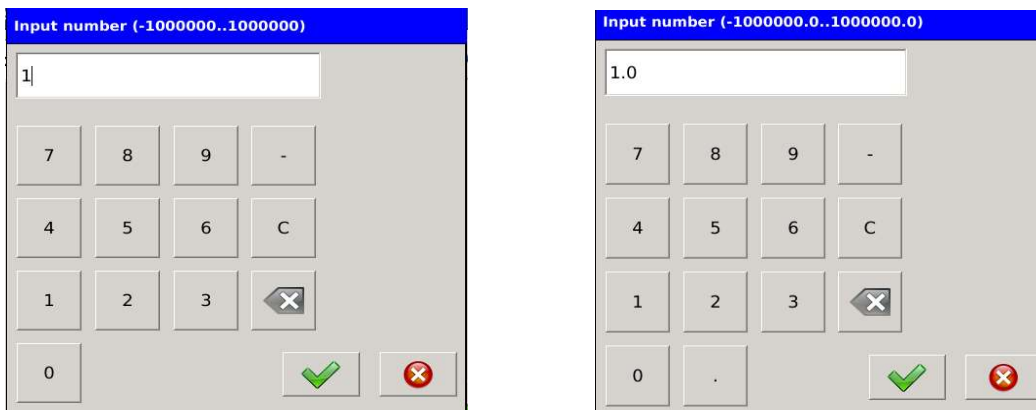 Input number (-1000000..1000000)
1
7 8 9 -
4 5 6 C
1 2 3
0
Input number (-1000000.0..1000000.0)
1.0
7 8 9 -
4 5 6 C
1 2 3
0 .